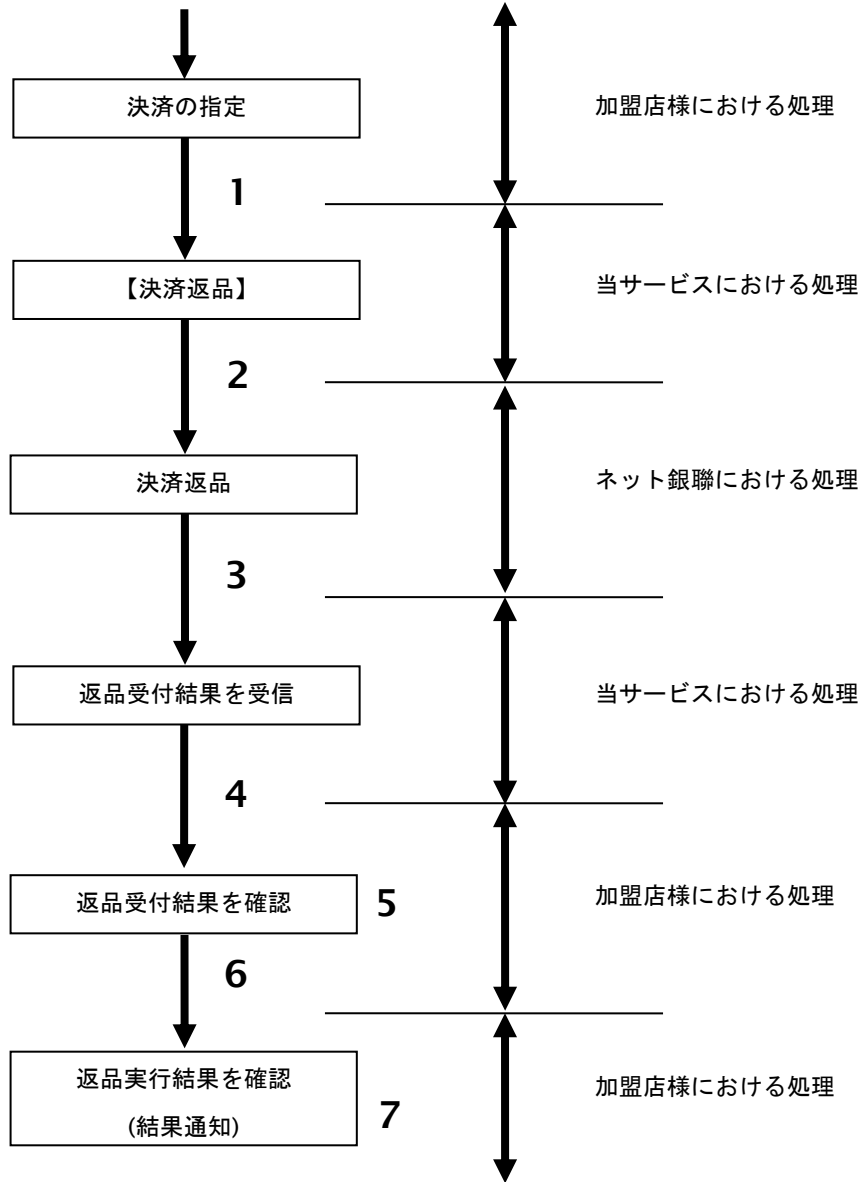 決済の指定
加盟店様における処理
1
【決済返品】
当サービスにおける処理
2
決済返品
ネット銀聯における処理
3
返品受付結果を受信
当サービスにおける処理
4
返品受付結果を確認
5
加盟店様における処理
6
返品実行結果を確認
(結果通知)
7
加盟店様における処理